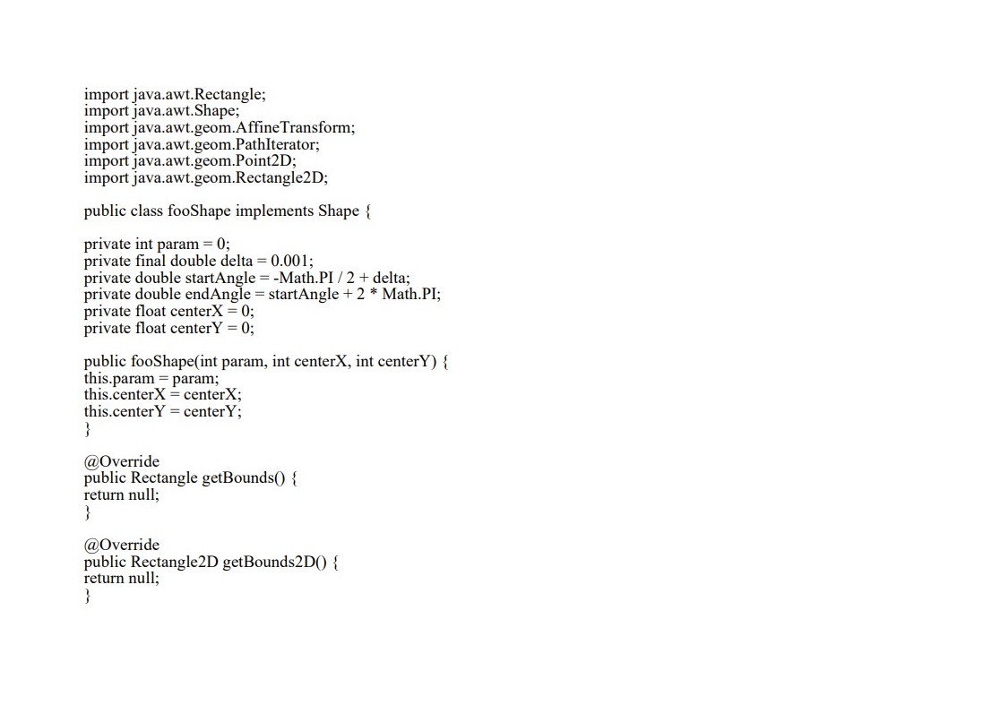 import java.awt.Rectangle;
import java.awt.Shape;
import java.awt.geom.AffineTransform;
import java.awt.geom.PathIterator;
import java.awt.geom.Point2D;
import java.awt.geom.Rectangle2D;
public class fooShape implements Shape {
private int param = 0;
private final double delta = 0.001;
private double startAngle = -Math.PI / 2 + delta;
private double endAngle = startAngle + 2 * Math.PI;
private float centerX = 0;
private float centerY = 0;
public fooShape(int param, int centerX, int centerY) {
this.param = param;
this.centerX = centerX;
this.centerY = centerY;
}
@Override
public Rectangle getBounds() {
return null;
}
@Override
public Rectangle2D getBounds2D() {
return null;
}